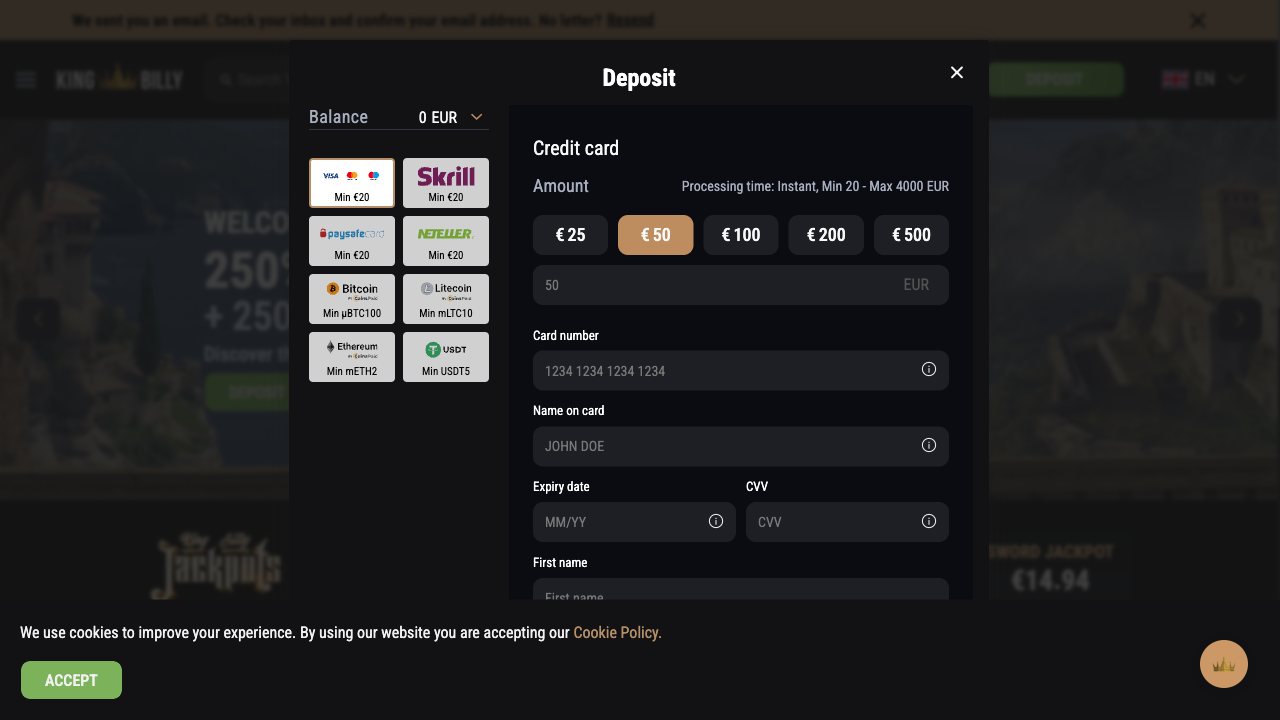 We sent you an email. Check your inbox and confirm your email address. No letter? Resend
KING BILLY
Search
DEPOSIT
EN
Deposit
Balance
0 EUR
VISA
Min €20
Skrill
Min €20
paysafecard
Min €20
NETELLER
Min €20
Bitcoin
Min µBTC100
Litecoin
Min mLTC10
Ethereum
Min mETH2
USDT
Min USDT5
Credit card
Amount
Processing time: Instant, Min 20 - Max 4000 EUR
€ 25
€ 50
€ 100
€ 200
€ 500
50
EUR
Card number
1234 1234 1234 1234
Name on card
JOHN DOE
Expiry date
CVV
MM/YY
CVV
First name
First name
WELCO
250%
+ 250
Discover th
DEPOSIT
King Billy
Jackpots
SWORD JACKPOT
€14.94
We use cookies to improve your experience. By using our website you are accepting our Cookie Policy.
ACCEPT